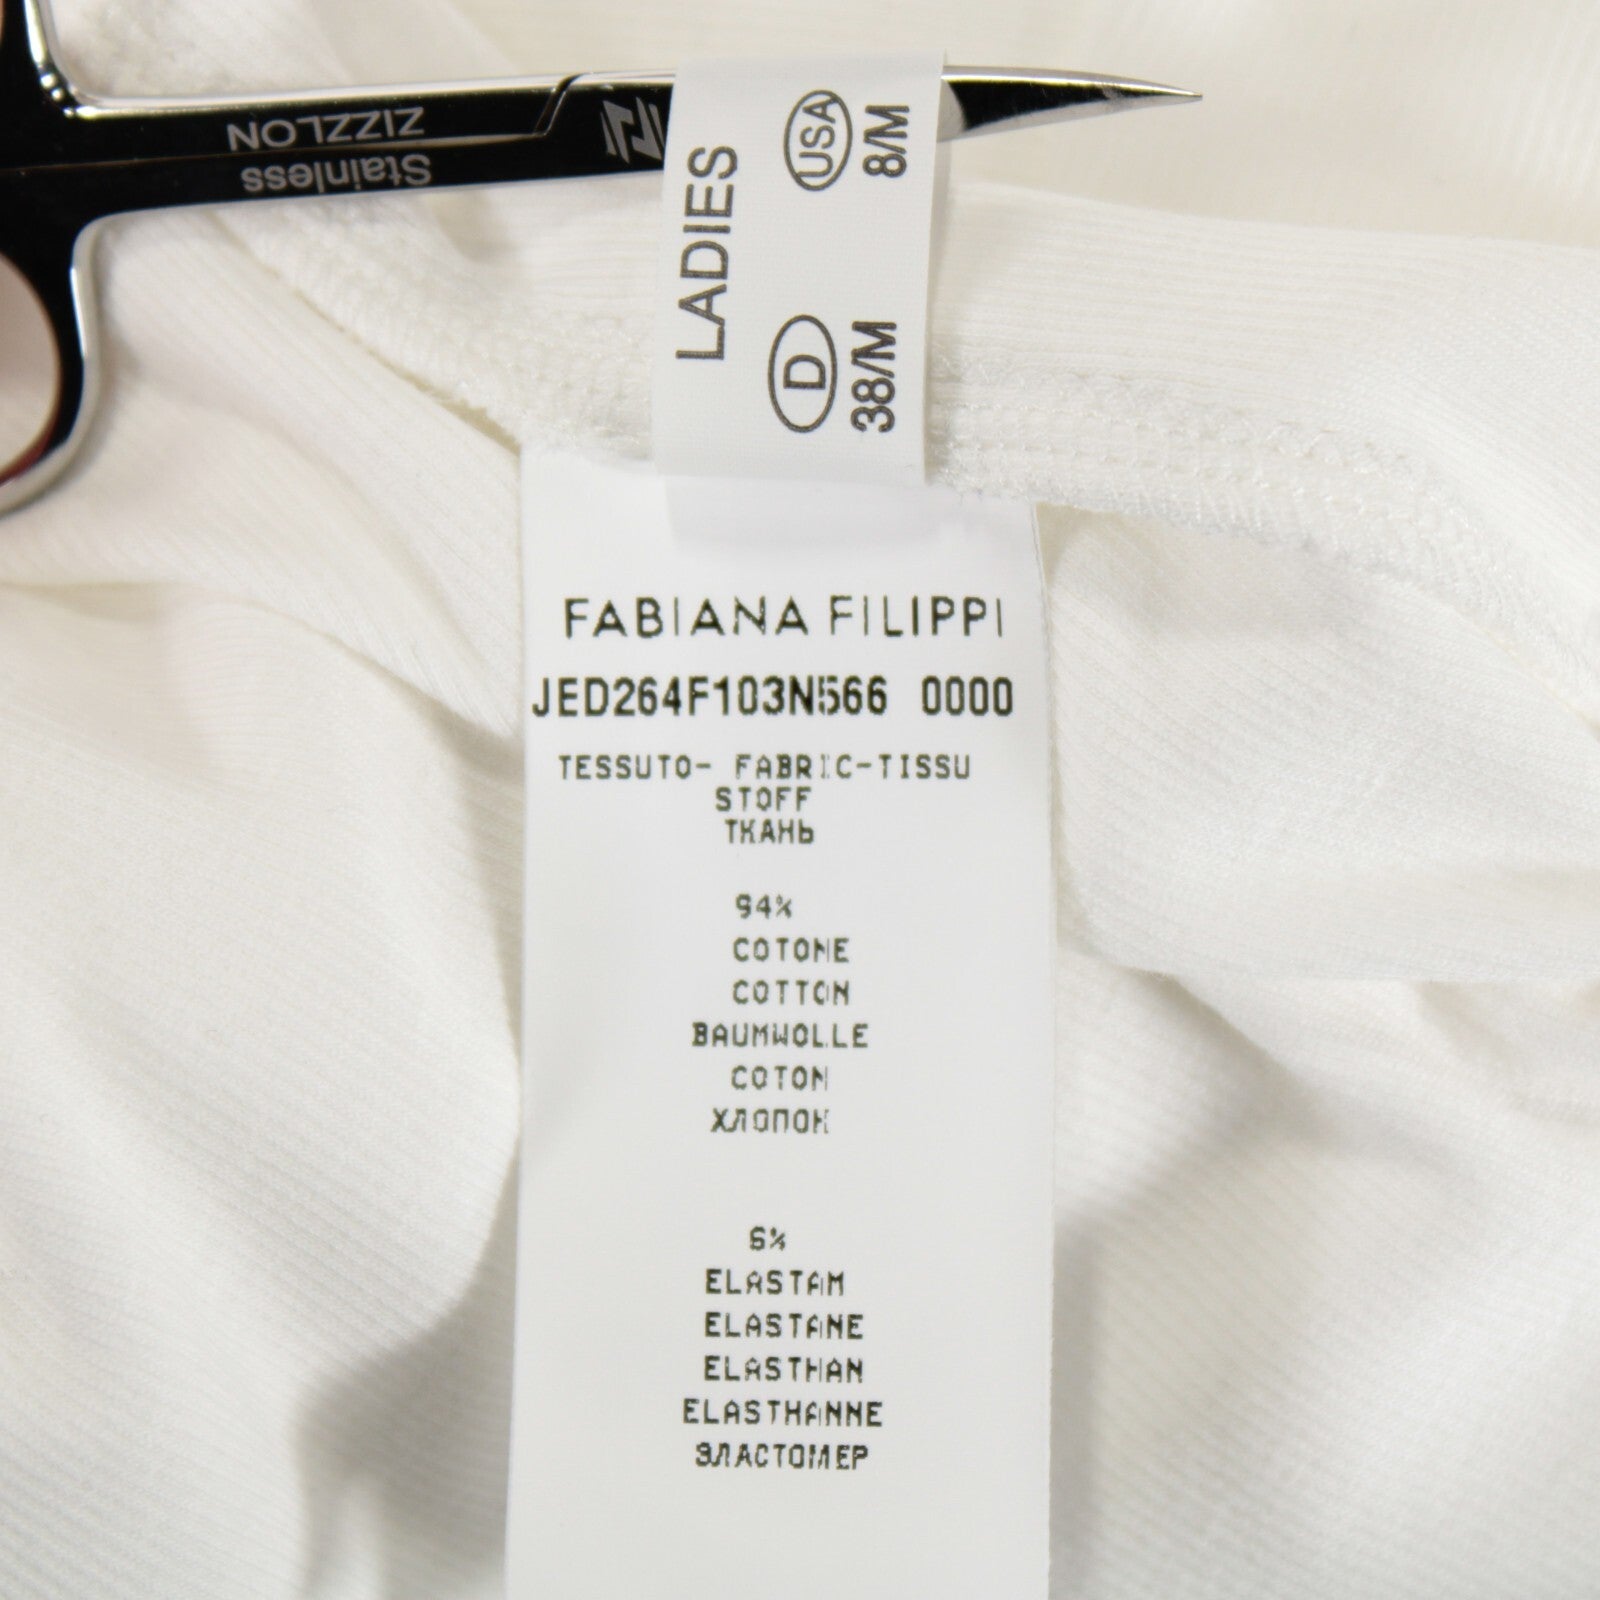 ZIZZLON
Stainless
LADIES
USA
8/M
D
38/M
FABIANA FILIPPI
JED264F103N566 0000
TESSUTO- FABRIC-TISSU
STOFF
ТКАНЬ
94%
COTONE
COTTON
BAUMWOLLE
COTON
ХЛОПОК
6%
ELASTAM
ELASTANE
ELASTHAN
ELASTHANNE
ЭЛАСТОМЕР